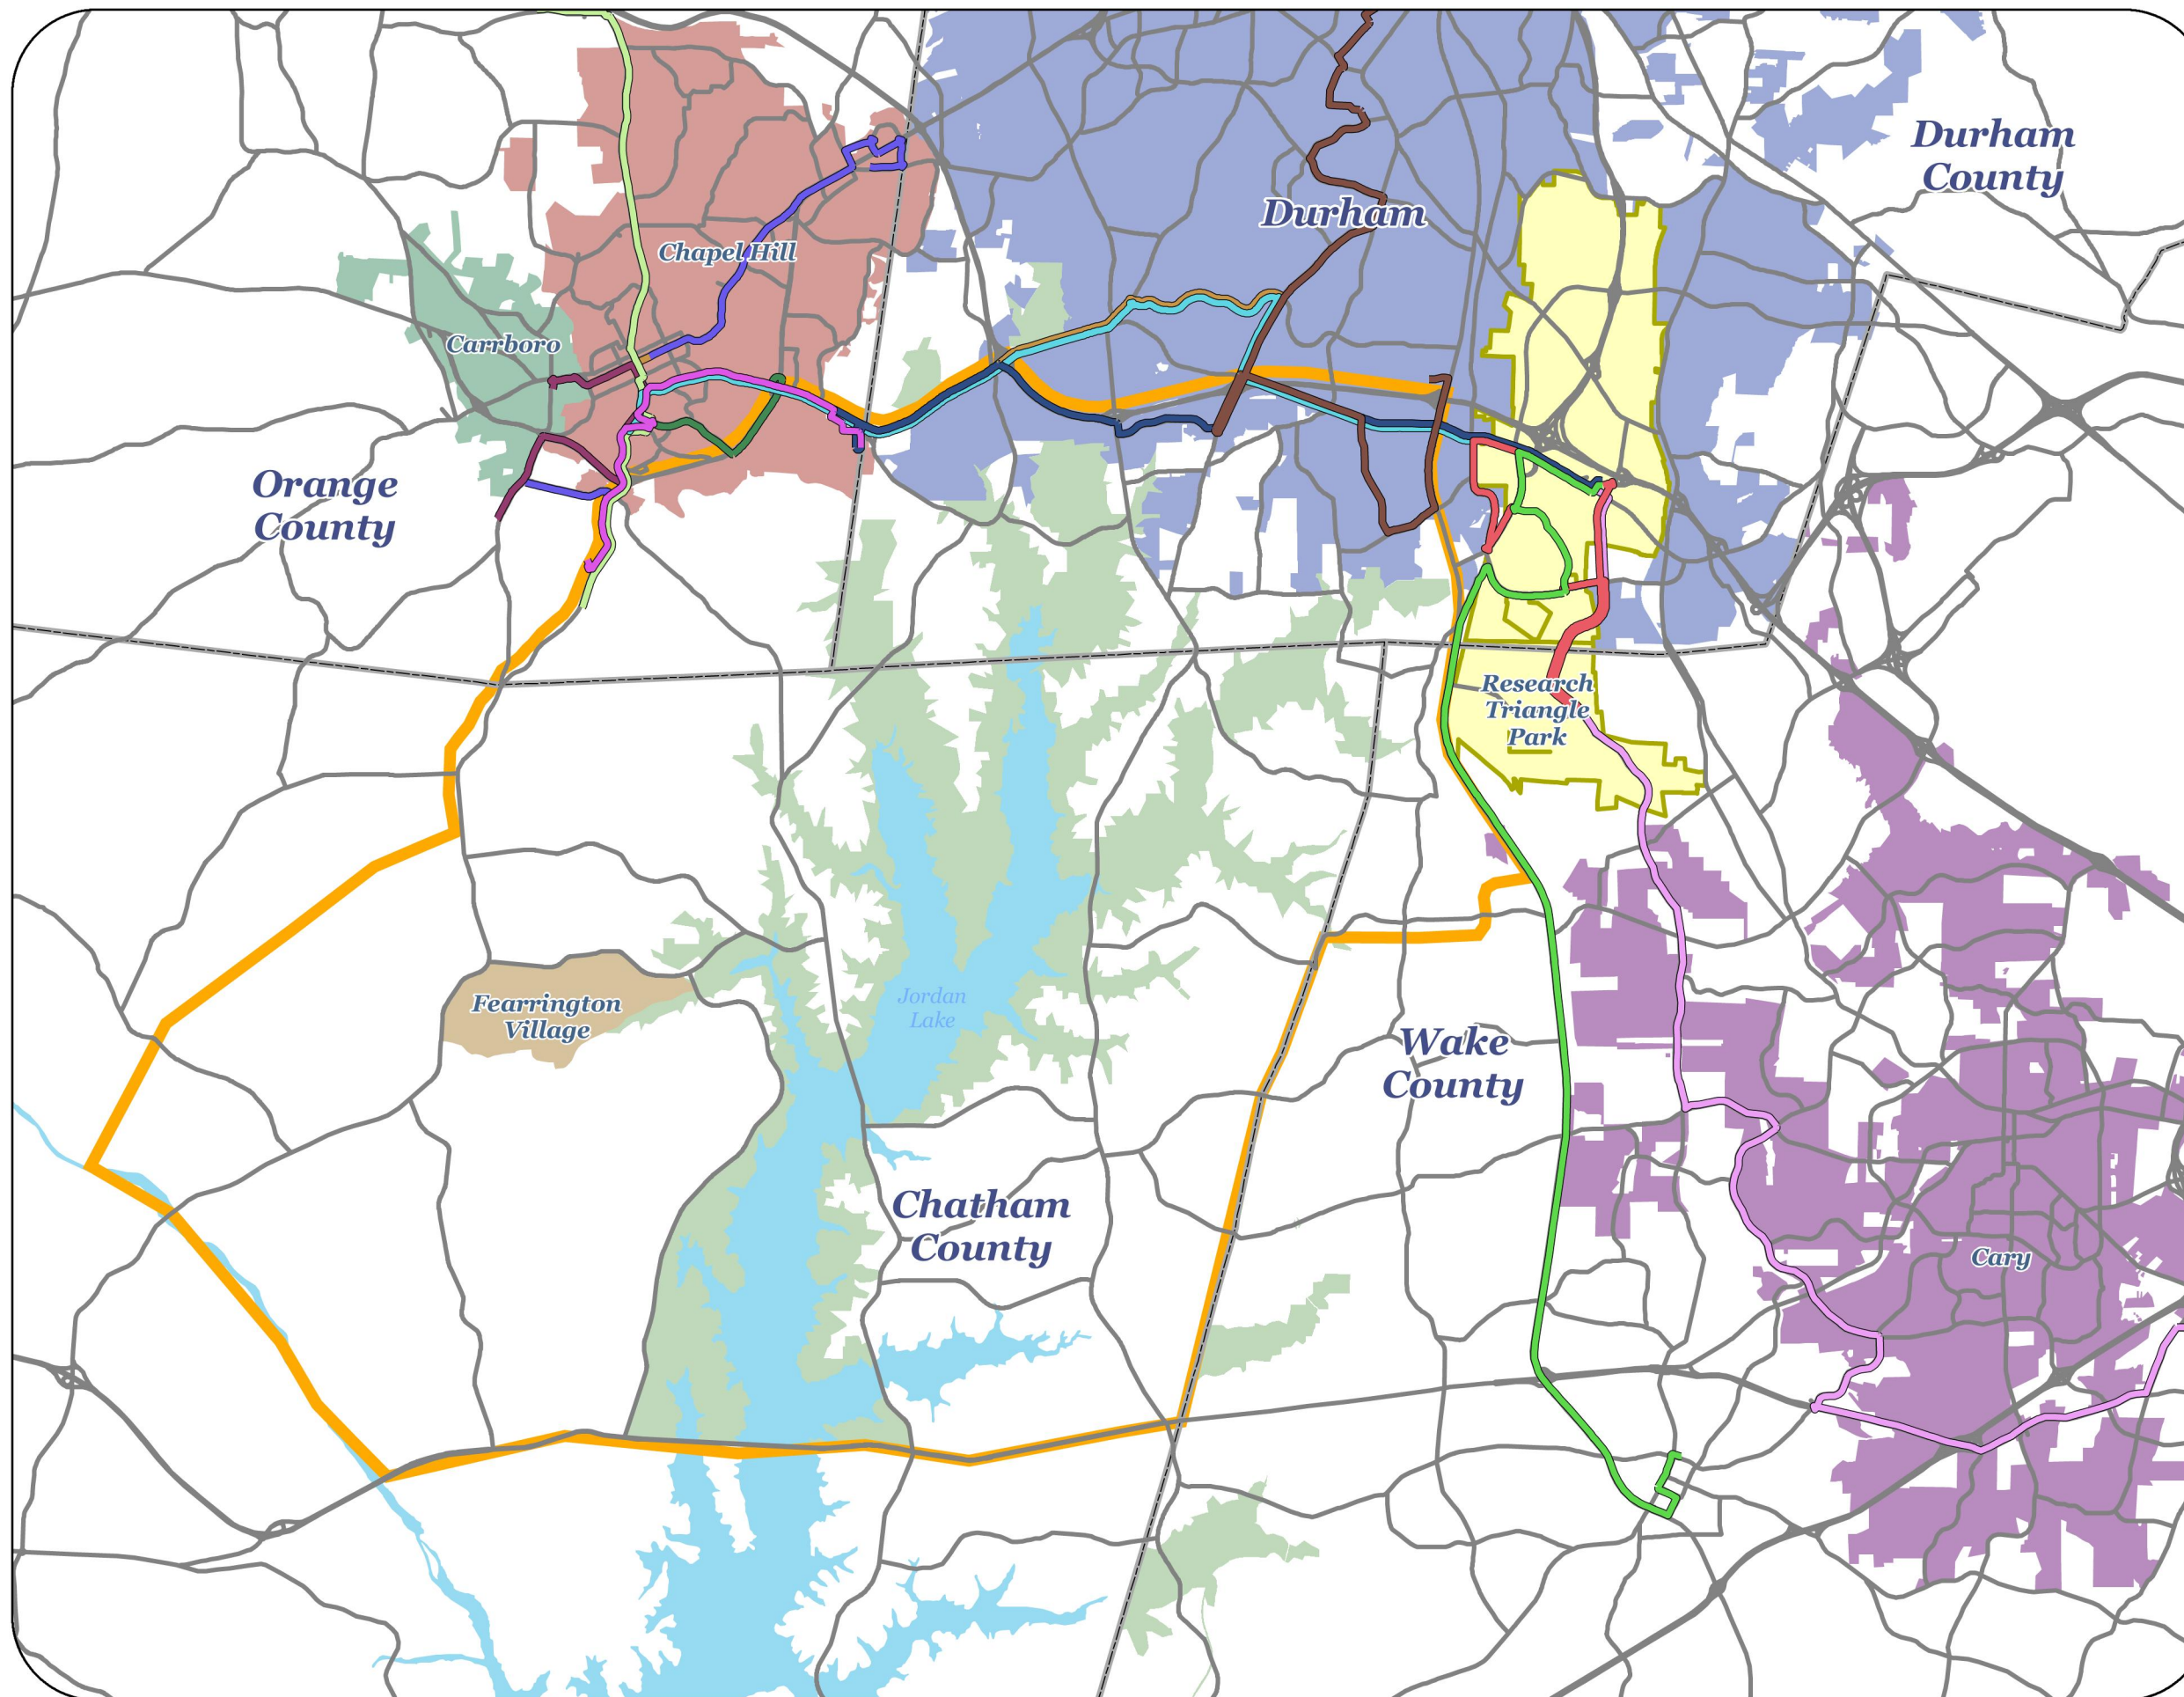 Durham
County
Durham
Chapel Hill
Carrboro
Orange
County
Research
Triangle
Park
Fearrington
Village
Jordan
Lake
Wake
County
Chatham
County
Cary